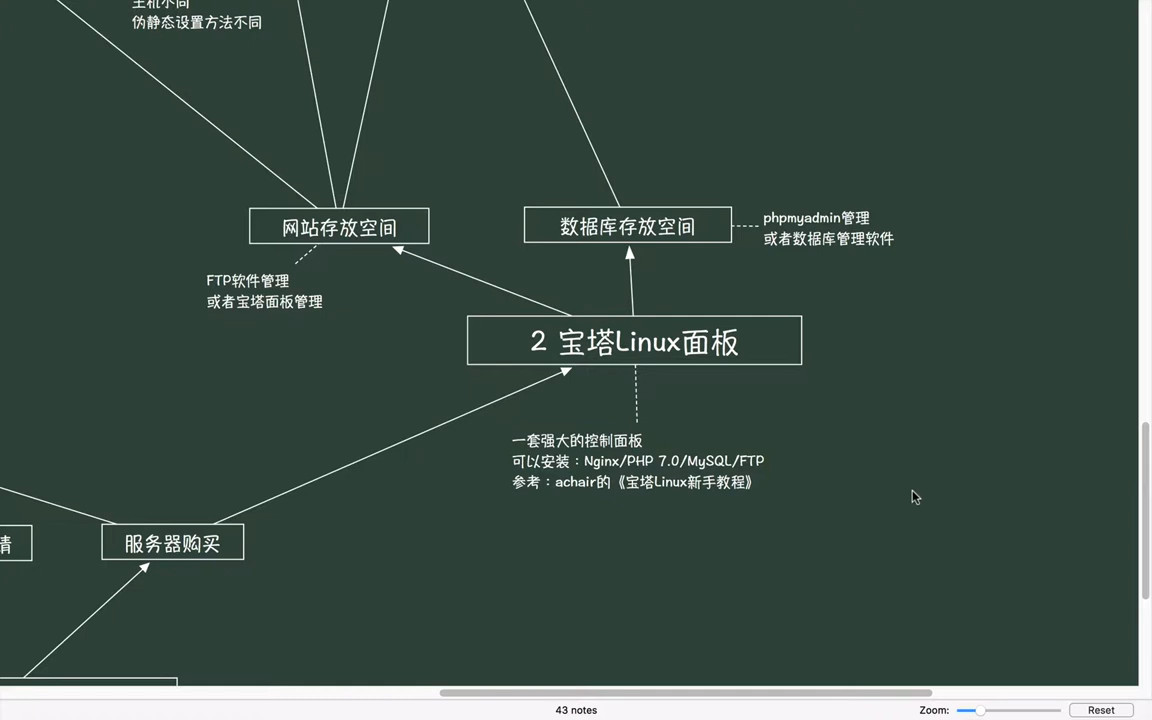 主机不同
伪静态设置方法不同
网站存放空间
数据库存放空间
phpmyadmin管理
或者数据库管理软件
FTP软件管理
或者宝塔面板管理
2 宝塔Linux面板
一套强大的控制面板
可以安装：Nginx/PHP 7.0/MySQL/FTP
参考：achair的《宝塔Linux新手教程》
服务器购买
请
43 notes
Zoom:
Reset